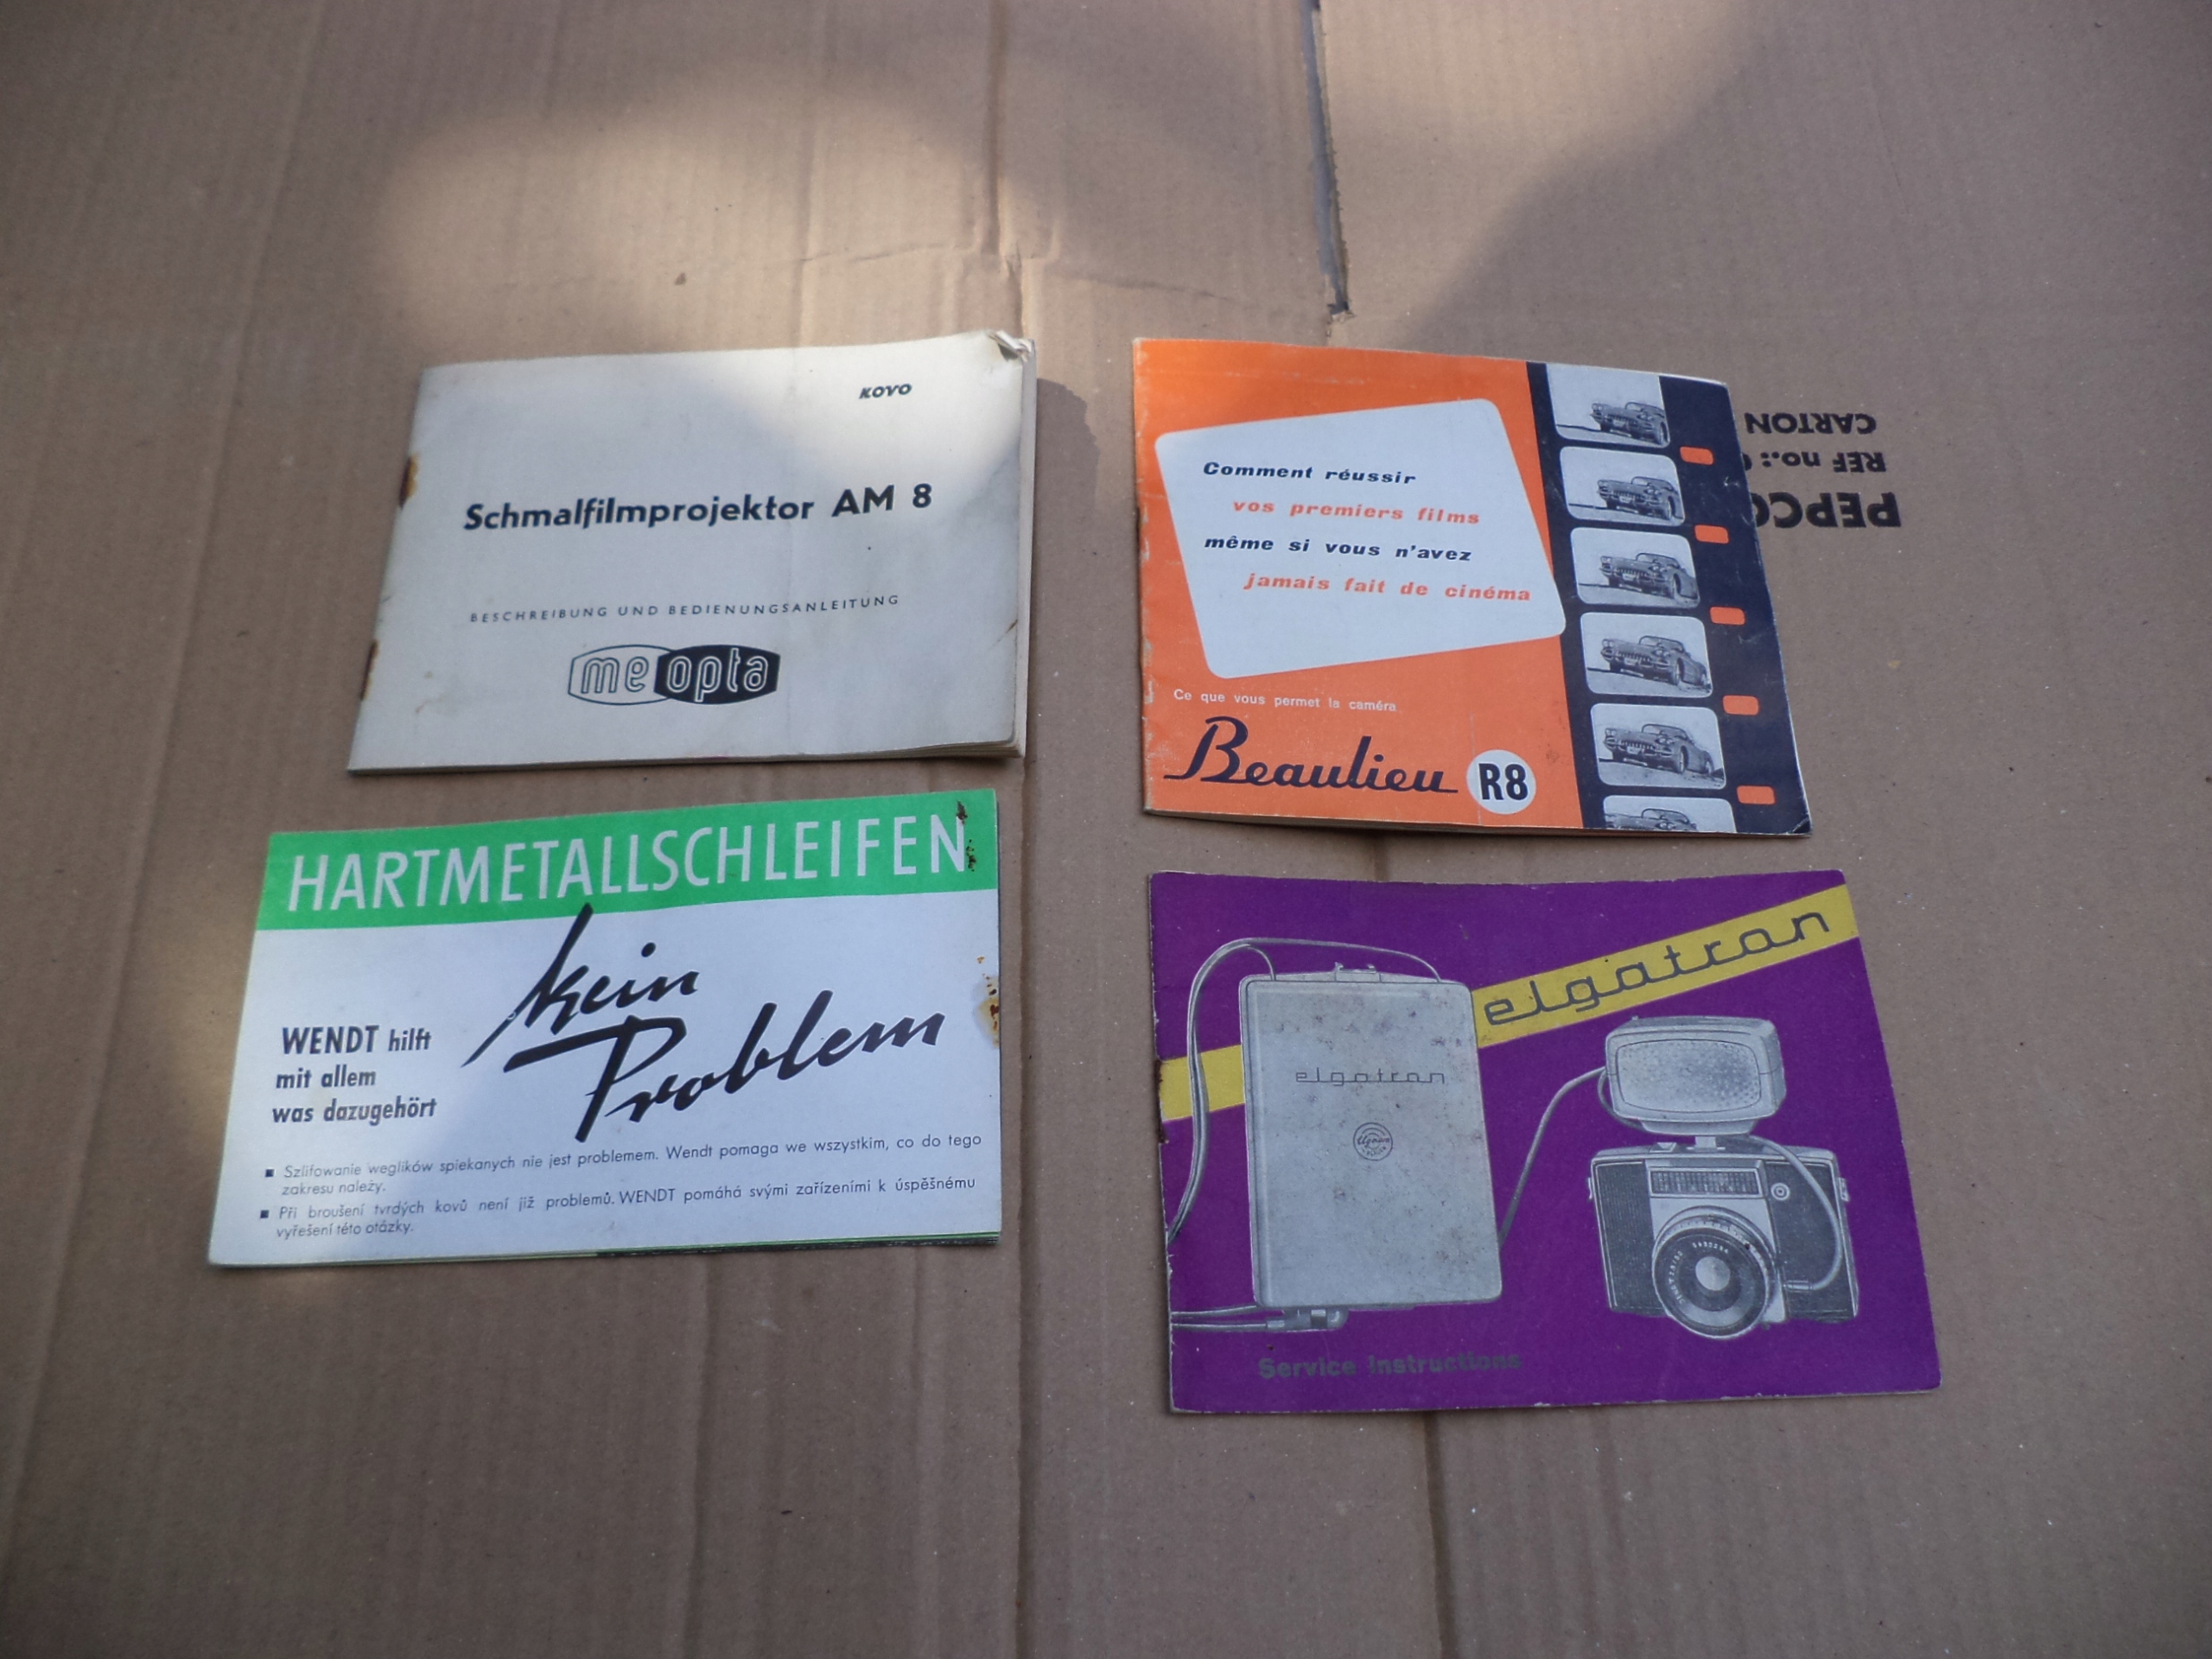 KOVO
Schmalfilmprojektor AM 8
BESCHREIBUNG UND BEDIENUNGSANLEITUNG
meopta
Comment réussir
vos premiers films
même si vous n'avez
jamais fait de cinéma
Ce que vous permet la caméra
Beaulieu R8
CARTON
REF no.:
PEPCO
HARTMETALLSCHLEIFEN
kein
Problem
WENDT hilft
mit allem
was dazugehört
Szlifowanie węglików spiekanych nie jest problemem. Wendt pomaga we wszystkim, co do tego
zakresu należy.
Při broušení tvrdých kovů není již problemů. WENDT pomáhá svými zařízeními k úspěšnému
vyřešení této otázky.
elgatron
elgatron
Service Instructions